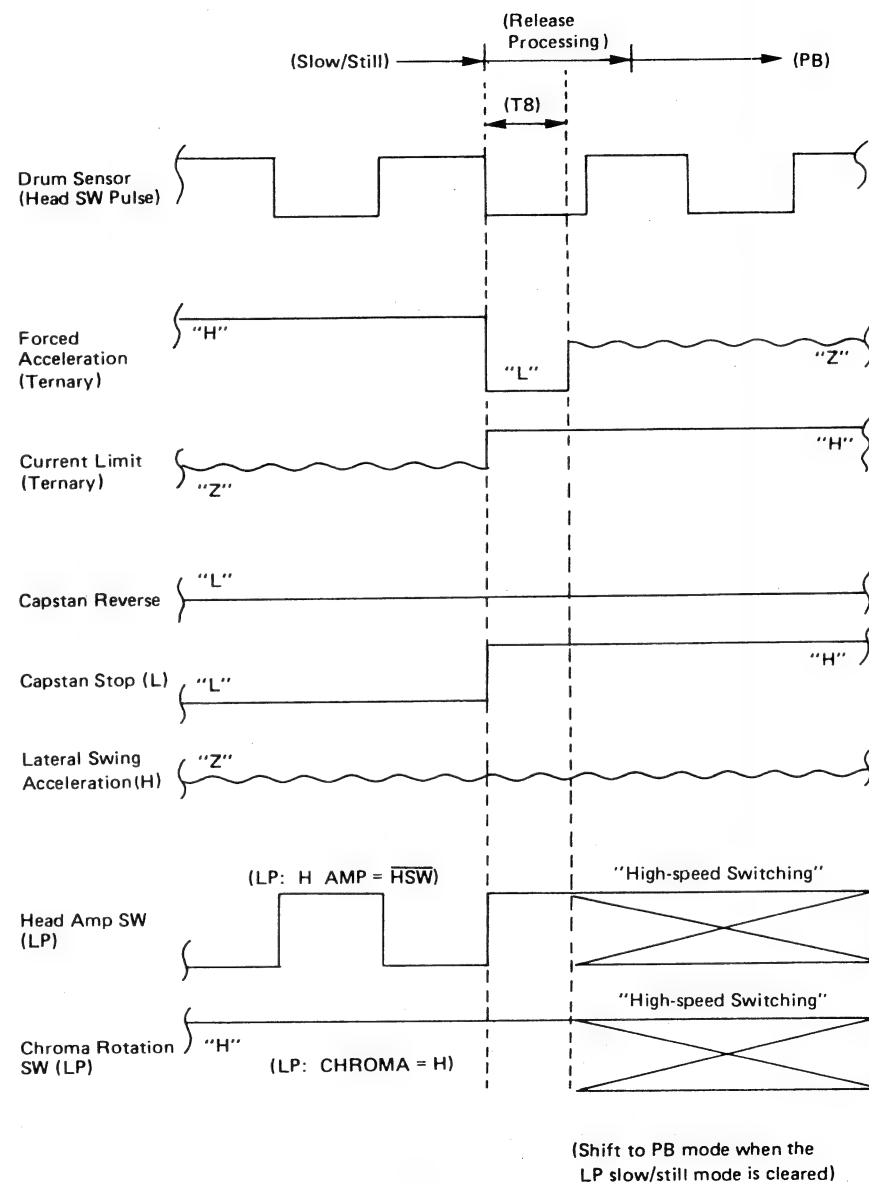 (Release
Processing)
(Slow/Still)
(PB)
(T8)
Drum Sensor
(Head SW Pulse)
"H"
Forced
Acceleration
(Ternary)
"L"
"Z"
Current Limit
(Ternary)
"Z"
"H"
"L"
Capstan Reverse
Capstan Stop (L)
"L"
"H"
Lateral Swing
Acceleration(H)
"Z"
(LP: H AMP = H̅S̅W̅)
"High-speed Switching"
Head Amp SW
(LP)
"High-speed Switching"
Chroma Rotation
SW (LP)
"H"
(LP: CHROMA = H)
(Shift to PB mode when the
LP slow/still mode is cleared)